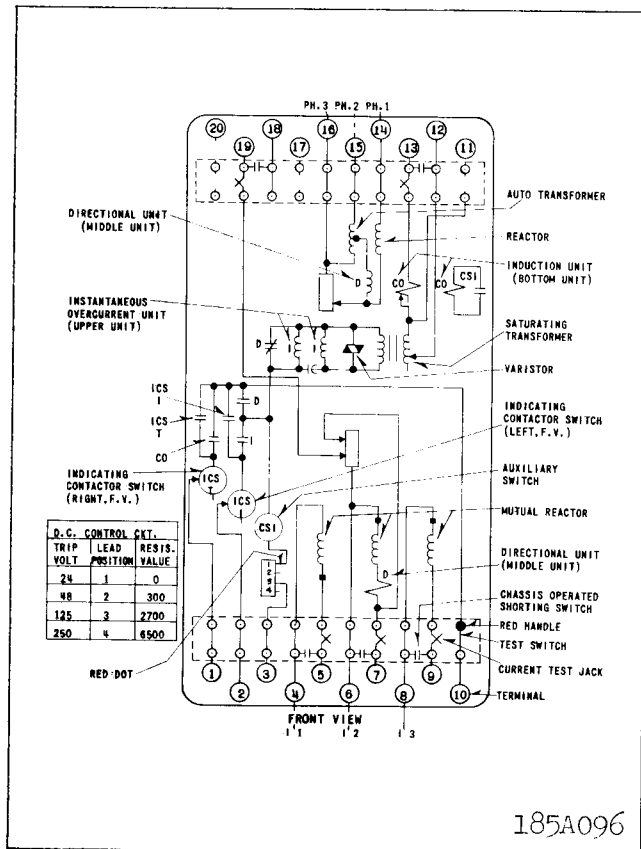 PH.3 PH.2 PH.1
20 19 18 17 16 15 14 13 12 11
AUTO TRANSFORMER
DIRECTIONAL UNIT
(MIDDLE UNIT)
REACTOR
INDUCTION UNIT
(BOTTOM UNIT)
D
CO
CO
CS1
INSTANTANEOUS
OVERCURRENT UNIT
(UPPER UNIT)
D
I
I
SATURATING
TRANSFORMER
VARISTOR
ICS
I
D
ICS
T
I
CO
INDICATING
CONTACTOR SWITCH
(LEFT,F.V.)
INDICATING
CONTACTOR SWITCH
(RIGHT,F.V.)
ICS
T
ICS
I
CS1
AUXILIARY
SWITCH
MUTUAL REACTOR
D.C. CONTROL CKT.
TRIP VOLT LEAD POSITION RESIS. VALUE
24 1 0
48 2 300
125 3 2700
250 4 6500
1
2
3
4
D
DIRECTIONAL UNIT
(MIDDLE UNIT)
CHASSIS OPERATED
SHORTING SWITCH
RED HANDLE
TEST SWITCH
CURRENT TEST JACK
RED DOT
1 2 3 4 5 6 7 8 9 10
TERMINAL
FRONT VIEW
I1 I2 I3
185A096